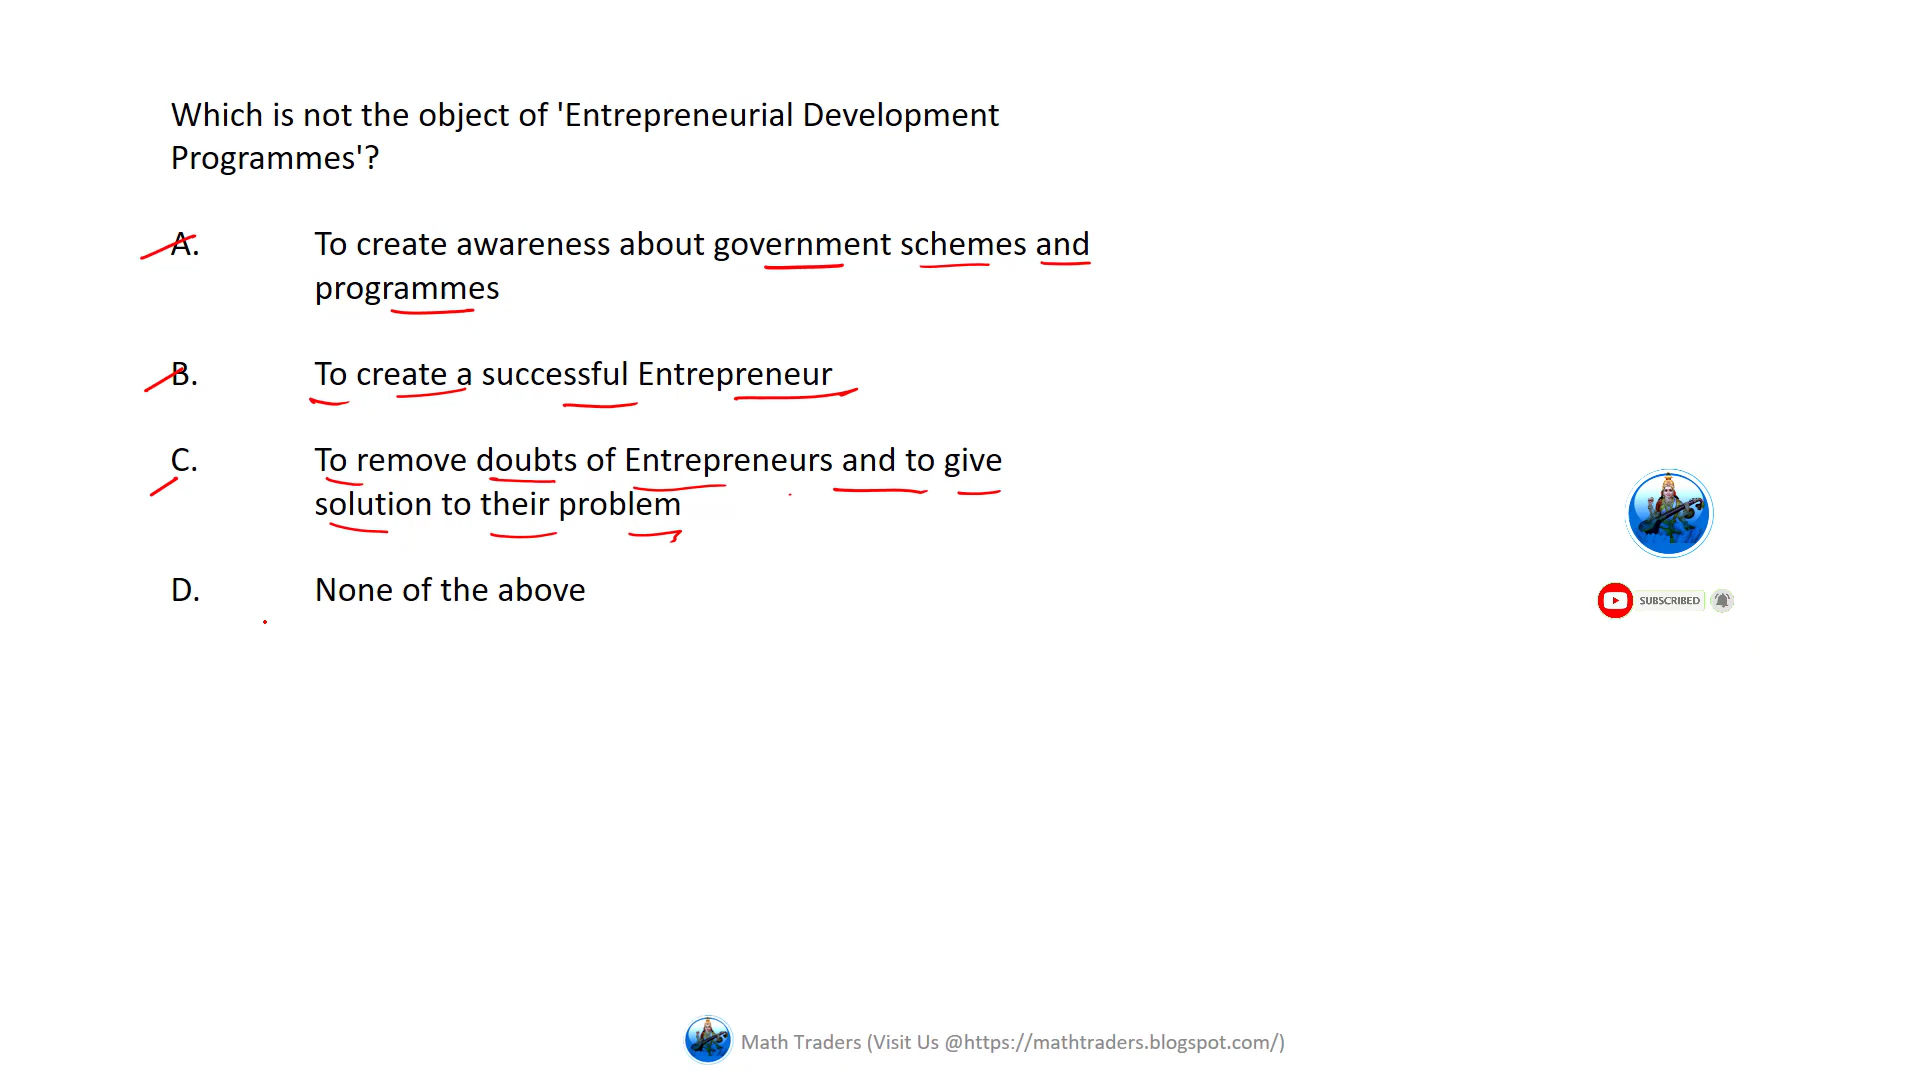 Which is not the object of 'Entrepreneurial Development
Programmes'?
A. To create awareness about government schemes and
programmes
B. To create a successful Entrepreneur
C. To remove doubts of Entrepreneurs and to give
solution to their problem
D. None of the above
SUBSCRIBED
Math Traders (Visit Us @https://mathtraders.blogspot.com/)